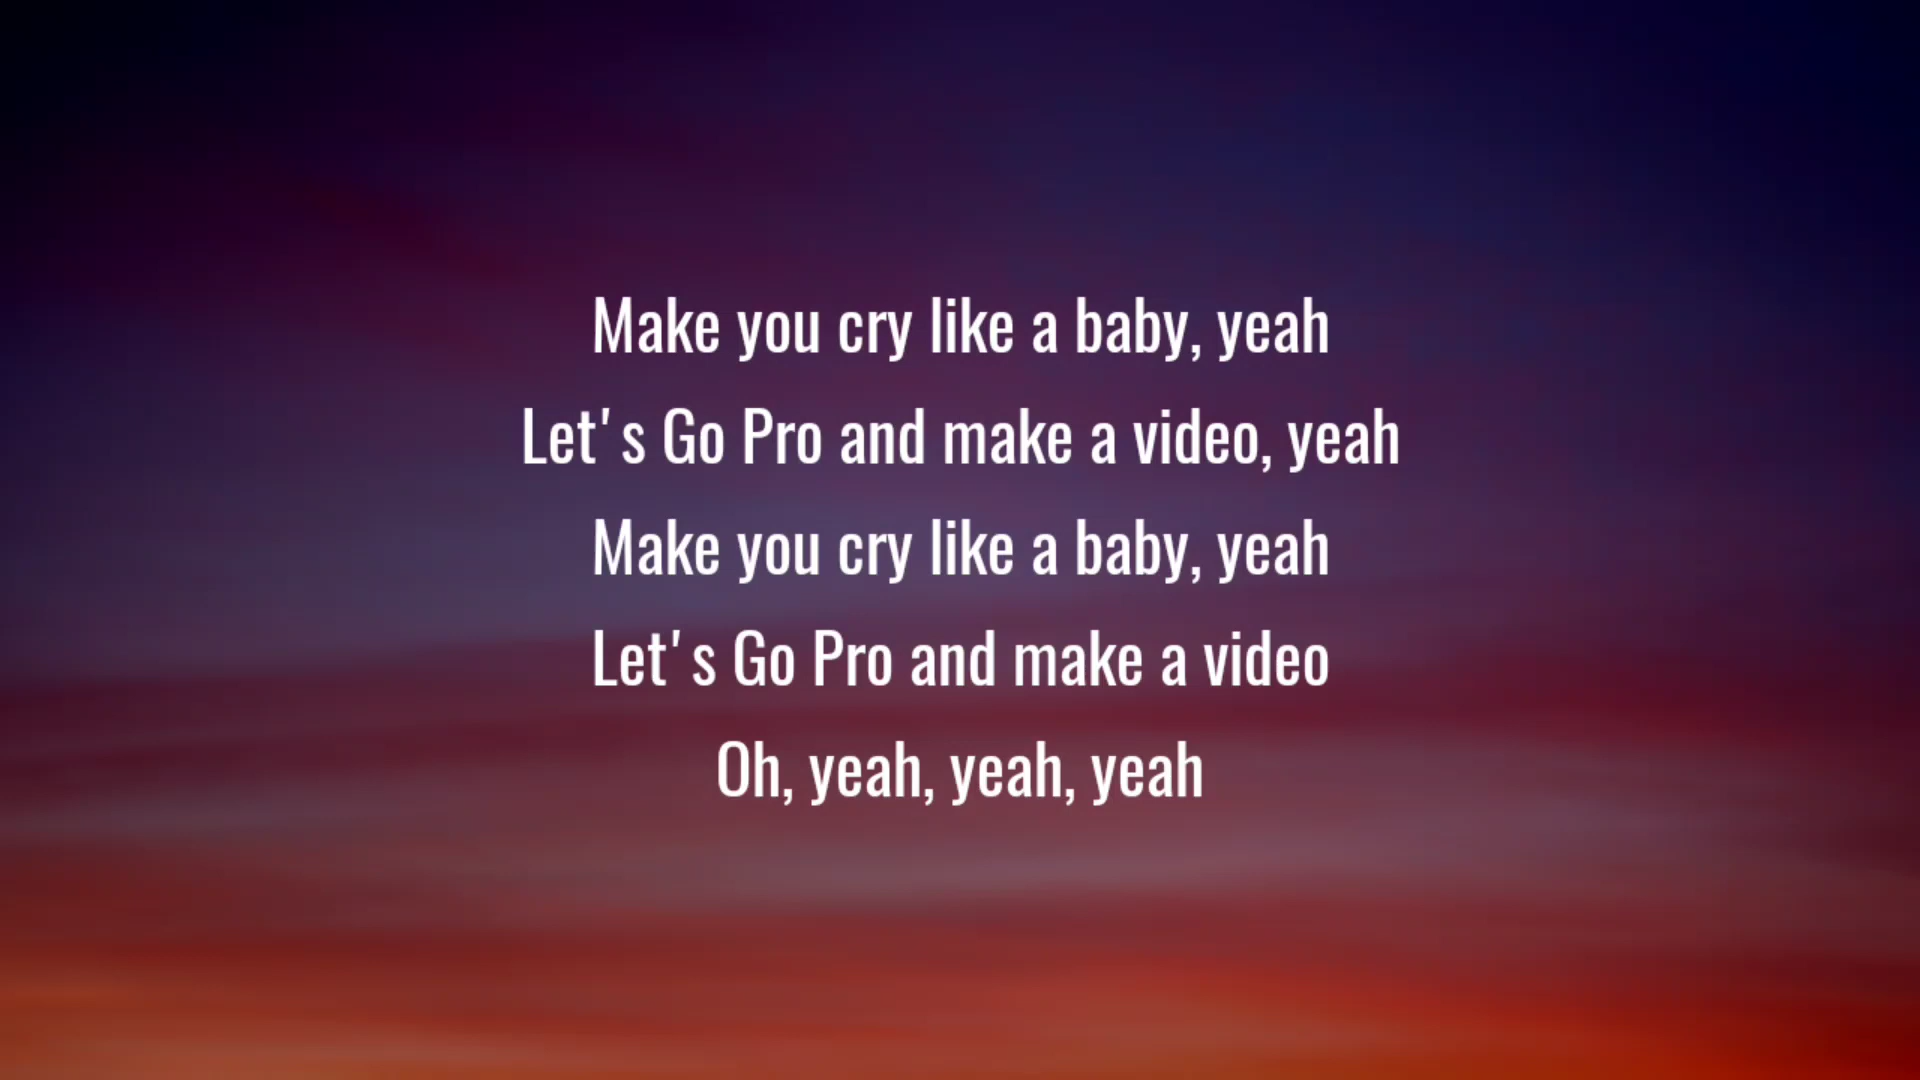 Make you cry like a baby, yeah
Let's Go Pro and make a video, yeah
Make you cry like a baby, yeah
Let's Go Pro and make a video
Oh, yeah, yeah, yeah